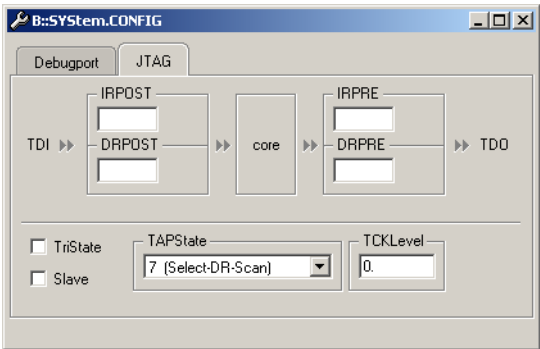 B::SYStem.CONFIG
Debugport JTAG
IRPOST IRPRE
TDI DRPOST core DRPRE TDO
TriState TAPState TCKLevel
7 (Select-DR-Scan) 0.
Slave